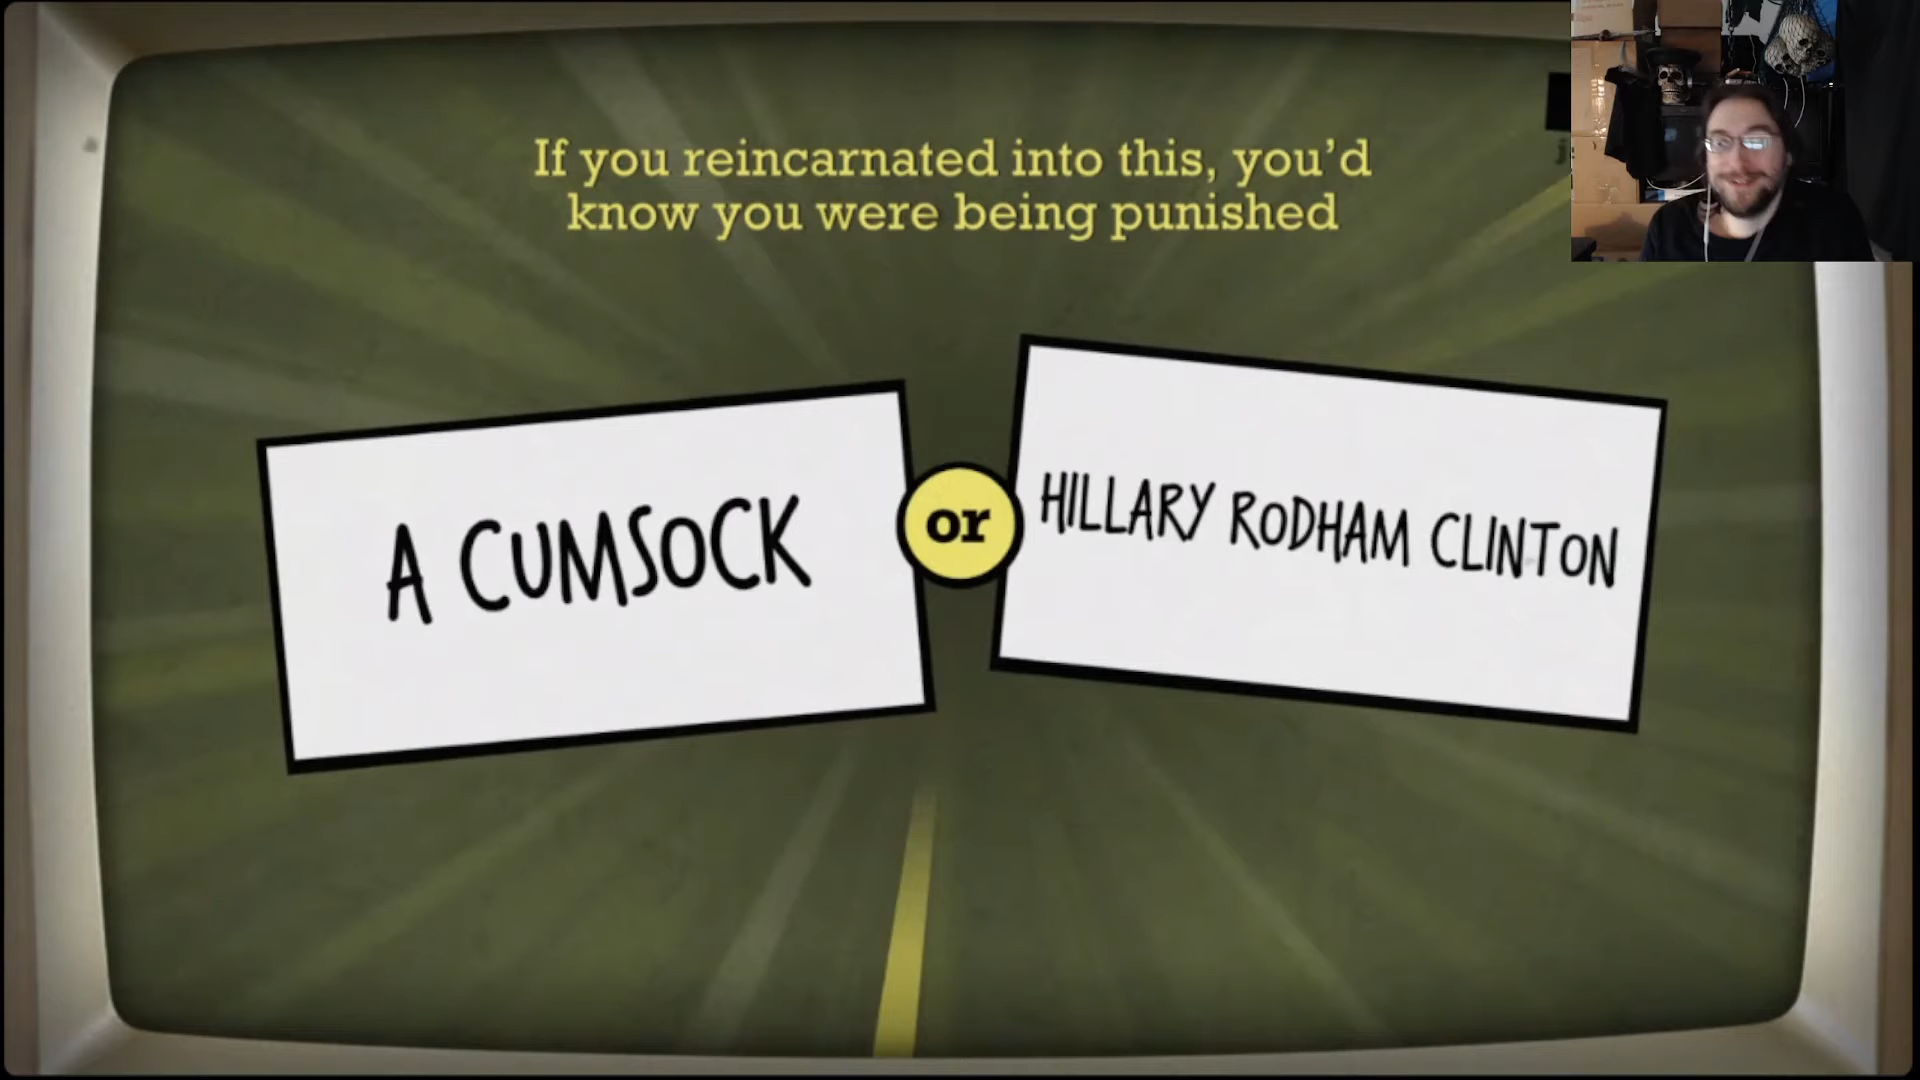 If you reincarnated into this, you'd
know you were being punished
A CUMSOCK
or
HILLARY RODHAM CLINTON